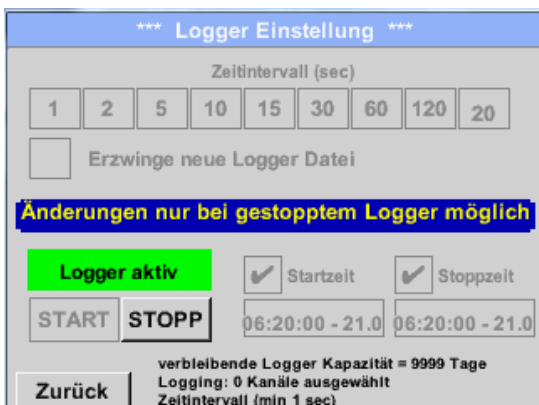 *** Logger Einstellung ***
Zeitintervall (sec)
1 2 5 10 15 30 60 120 20
Erzwinge neue Logger Datei
Änderungen nur bei gestopptem Logger möglich
Logger aktiv
Startzeit
Stoppzeit
START STOPP
06:20:00 - 21.0
06:20:00 - 21.0
Zurück
verbleibende Logger Kapazität = 9999 Tage
Logging: 0 Kanäle ausgewählt
Zeitintervall (min 1 sec)